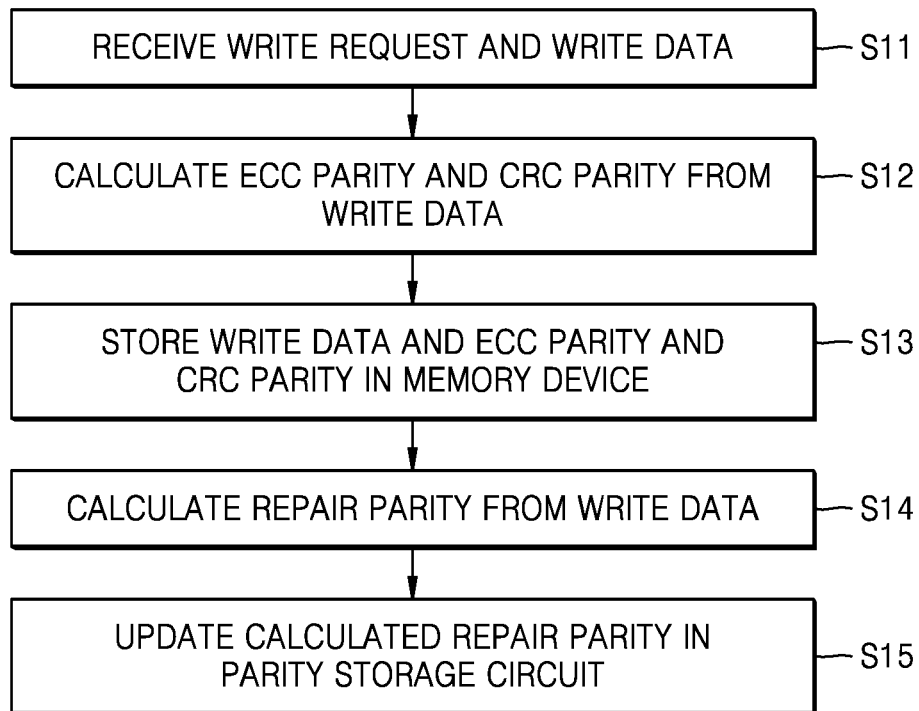 RECEIVE WRITE REQUEST AND WRITE DATA
S11
CALCULATE ECC PARITY AND CRC PARITY FROM
WRITE DATA
S12
STORE WRITE DATA AND ECC PARITY AND
CRC PARITY IN MEMORY DEVICE
S13
CALCULATE REPAIR PARITY FROM WRITE DATA
S14
UPDATE CALCULATED REPAIR PARITY IN
PARITY STORAGE CIRCUIT
S15